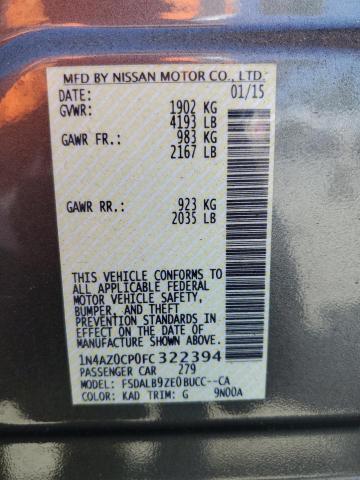 MFD BY NISSAN MOTOR CO., LTD.
DATE: 01/15
GVWR: 1902 KG
4193 LB
GAWR FR.: 983 KG
2167 LB
GAWR RR.: 923 KG
2035 LB
THIS VEHICLE CONFORMS TO
ALL APPLICABLE FEDERAL
MOTOR VEHICLE SAFETY,
BUMPER, AND THEFT
PREVENTION STANDARDS IN
EFFECT ON THE DATE OF
MANUFACTURE SHOWN ABOVE.
1N4AZ0CP0FC322394
PASSENGER CAR 279
MODEL: FSDALB9ZE0BUCC--CA
COLOR: KAD TRIM: G 9N00A